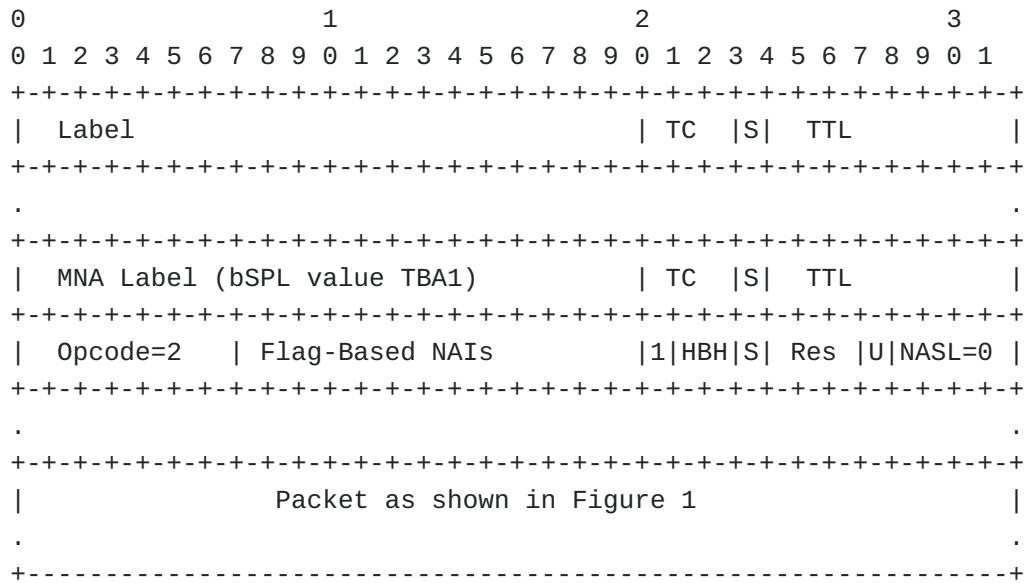 0                   1                   2                   3
0 1 2 3 4 5 6 7 8 9 0 1 2 3 4 5 6 7 8 9 0 1 2 3 4 5 6 7 8 9 0 1
+-+-+-+-+-+-+-+-+-+-+-+-+-+-+-+-+-+-+-+-+-+-+-+-+-+-+-+-+-+-+-+-+
|  Label                                | TC  |S|  TTL          |
+-+-+-+-+-+-+-+-+-+-+-+-+-+-+-+-+-+-+-+-+-+-+-+-+-+-+-+-+-+-+-+-+
.                                                               .
+-+-+-+-+-+-+-+-+-+-+-+-+-+-+-+-+-+-+-+-+-+-+-+-+-+-+-+-+-+-+-+-+
|  MNA Label (bSPL value TBA1)          | TC  |S|  TTL          |
+-+-+-+-+-+-+-+-+-+-+-+-+-+-+-+-+-+-+-+-+-+-+-+-+-+-+-+-+-+-+-+-+
|  Opcode=2   | Flag-Based NAIs         |1|HBH|S| Res |U|NASL=0 |
+-+-+-+-+-+-+-+-+-+-+-+-+-+-+-+-+-+-+-+-+-+-+-+-+-+-+-+-+-+-+-+-+
.                                                               .
+-+-+-+-+-+-+-+-+-+-+-+-+-+-+-+-+-+-+-+-+-+-+-+-+-+-+-+-+-+-+-+-+
|                Packet as shown in Figure 1                    |
.                                                               .
+---------------------------------------------------------------+